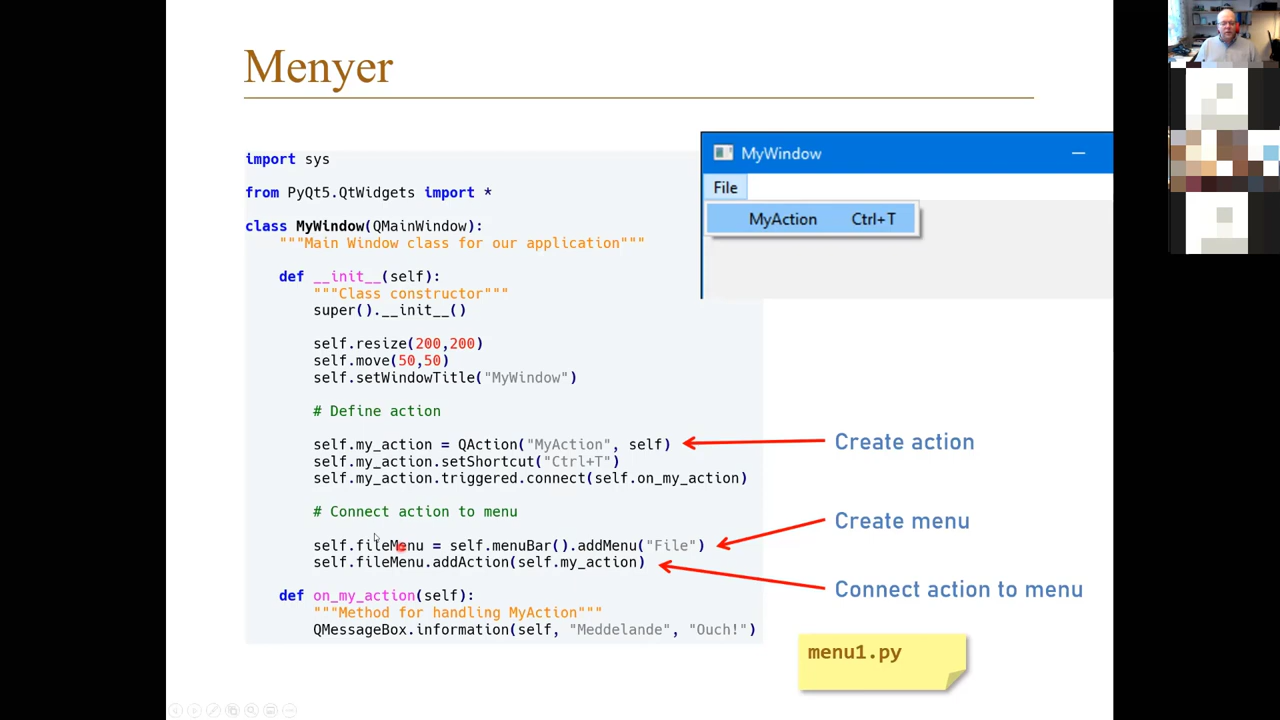 Menyer
import sys
from PyQt5.QtWidgets import *
class MyWindow(QMainWindow):
"""Main Window class for our application"""
def __init__(self):
"""Class constructor"""
super().__init__()
self.resize(200,200)
self.move(50,50)
self.setWindowTitle("MyWindow")
# Define action
self.my_action = QAction("MyAction", self)
self.my_action.setShortcut("Ctrl+T")
self.my_action.triggered.connect(self.on_my_action)
# Connect action to menu
self.fileMenu = self.menuBar().addMenu("File")
self.fileMenu.addAction(self.my_action)
def on_my_action(self):
"""Method for handling MyAction"""
QMessageBox.information(self, "Meddelande", "Ouch!")
MyWindow
File
MyAction Ctrl+T
Create action
Create menu
Connect action to menu
menu1.py